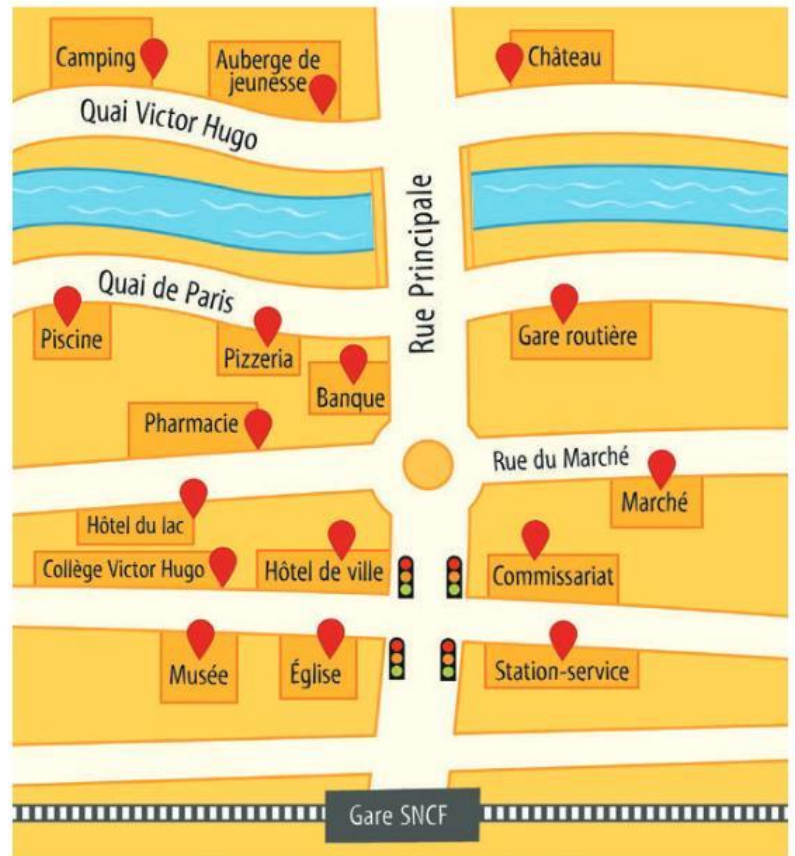 Camping
Auberge de
jeunesse
Château
Quai Victor Hugo
Rue Principale
Quai de Paris
Piscine
Pizzeria
Gare routière
Banque
Pharmacie
Rue du Marché
Marché
Hôtel du lac
Collège Victor Hugo
Hôtel de ville
Commissariat
Musée
Église
Station-service
Gare SNCF